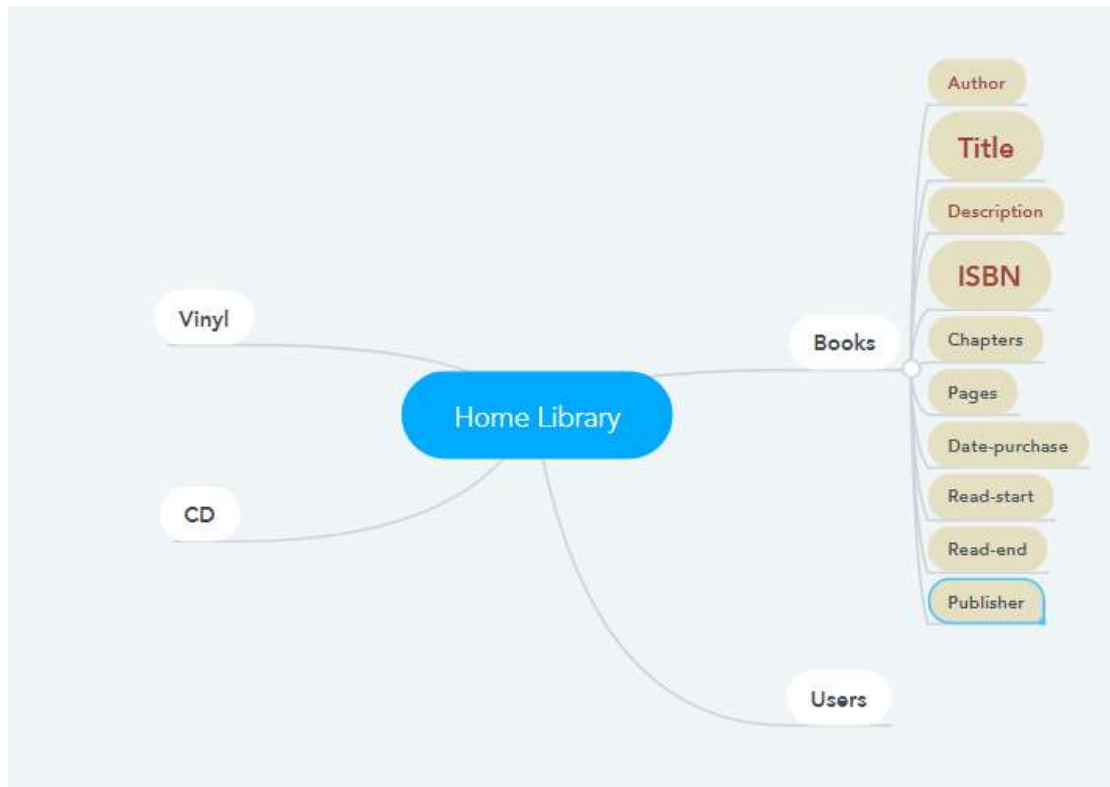 Home Library
Vinyl
CD
Books
Author
Title
Description
ISBN
Chapters
Pages
Date-purchase
Read-start
Read-end
Publisher
Users